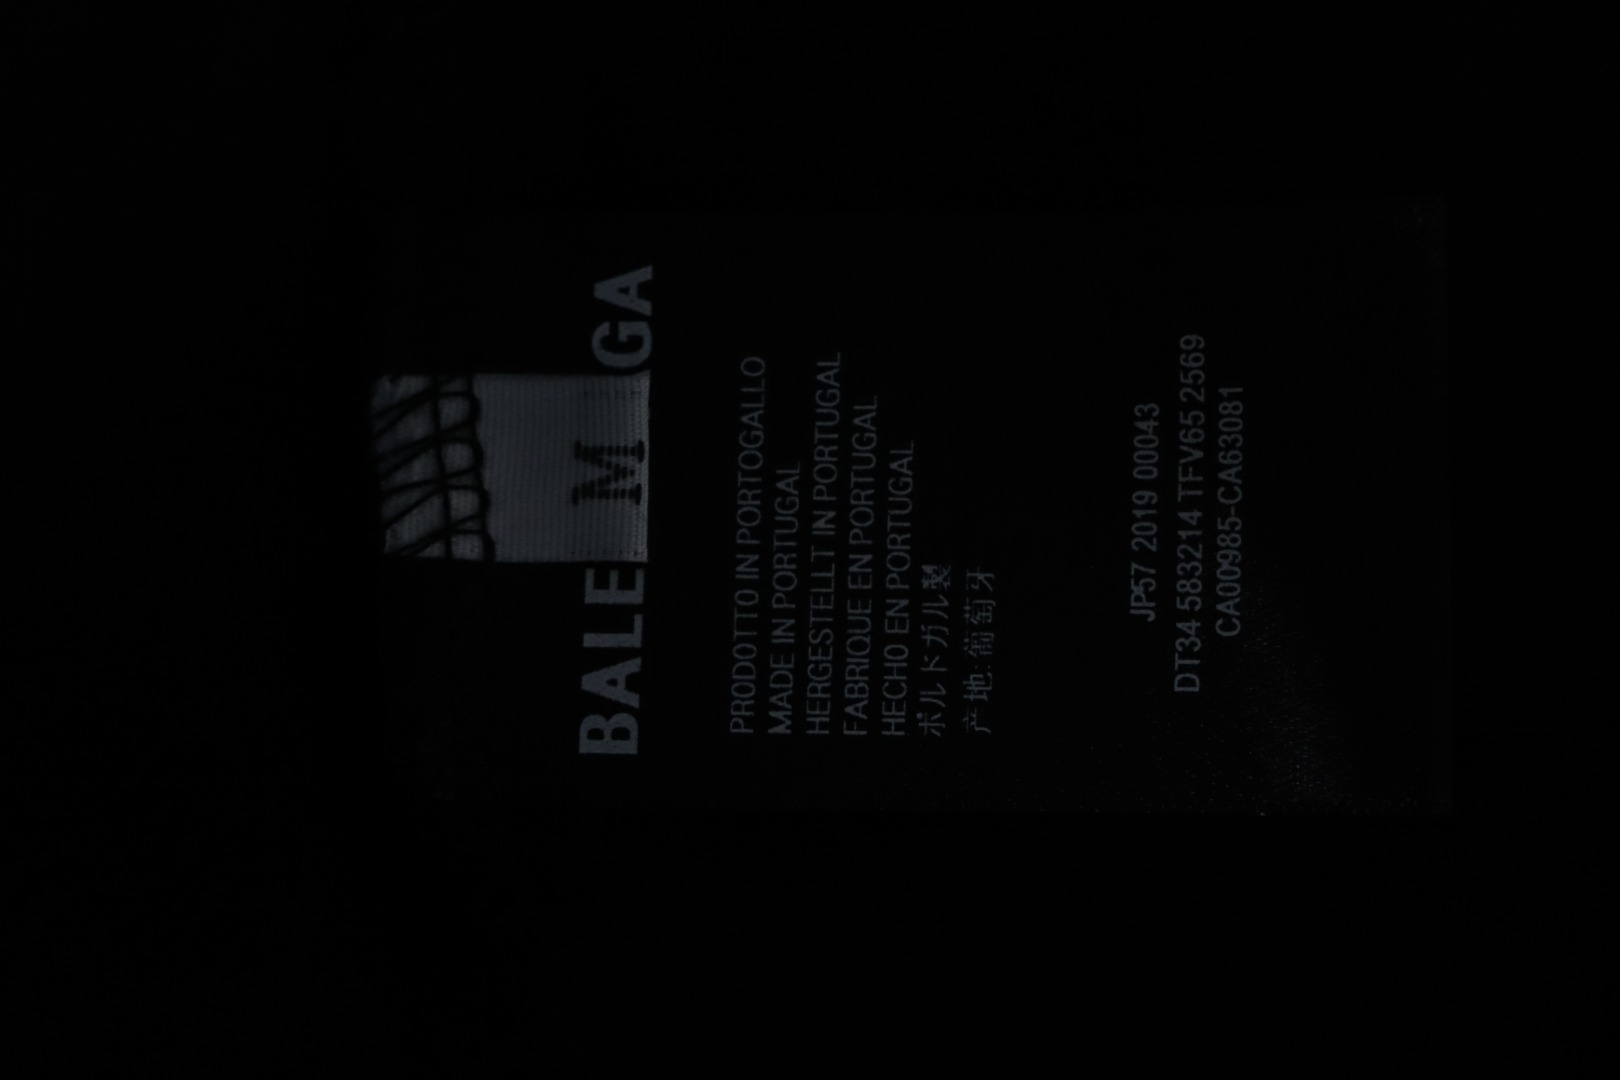 BALE GA
M
PRODOTTO IN PORTOGALLO
MADE IN PORTUGAL
HERGESTELLT IN PORTUGAL
FABRIQUE EN PORTUGAL
HECHO EN PORTUGAL
ポルトガル製
产地:葡萄牙
JP57 2019 00043
DT34 583214 TFV65 2569
CA00985-CA63081